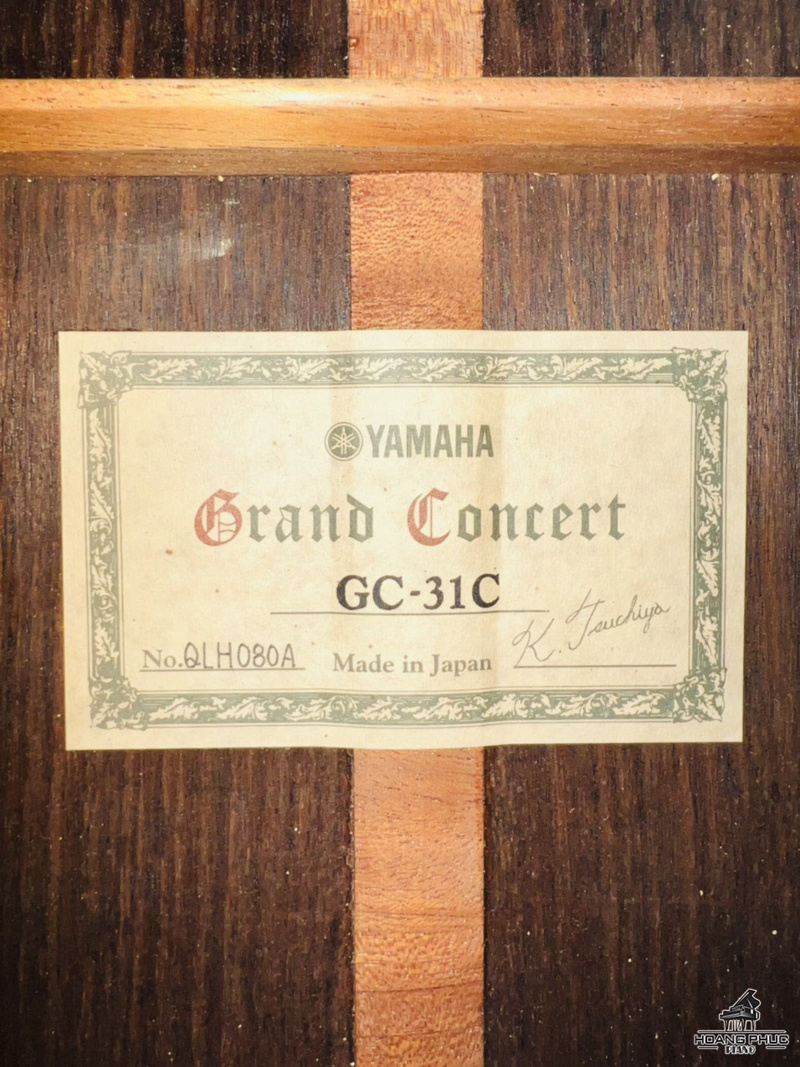 YAMAHA
Grand Concert
GC-31C
No.QLH080A Made in Japan K. Tsuchiya
HOANG PHUC
PIANO